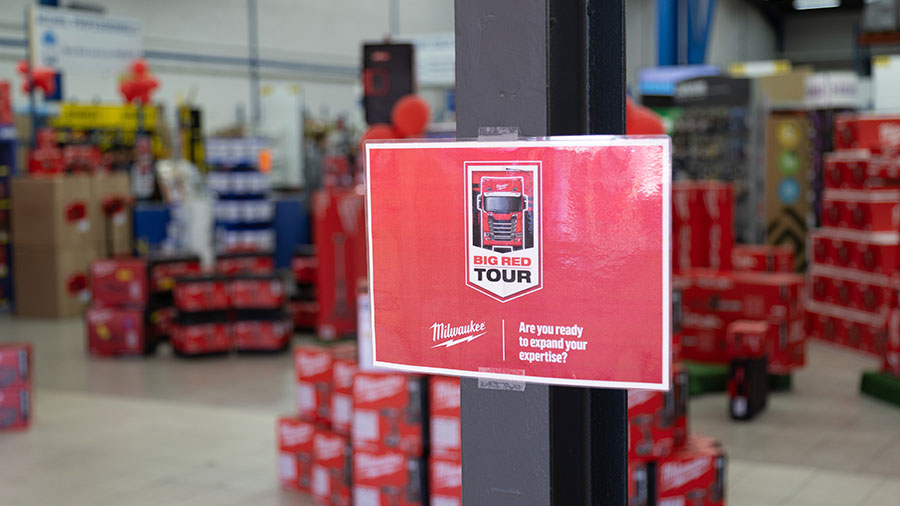 BIG RED
TOUR
Milwaukee
Are you ready
to expand your
expertise?